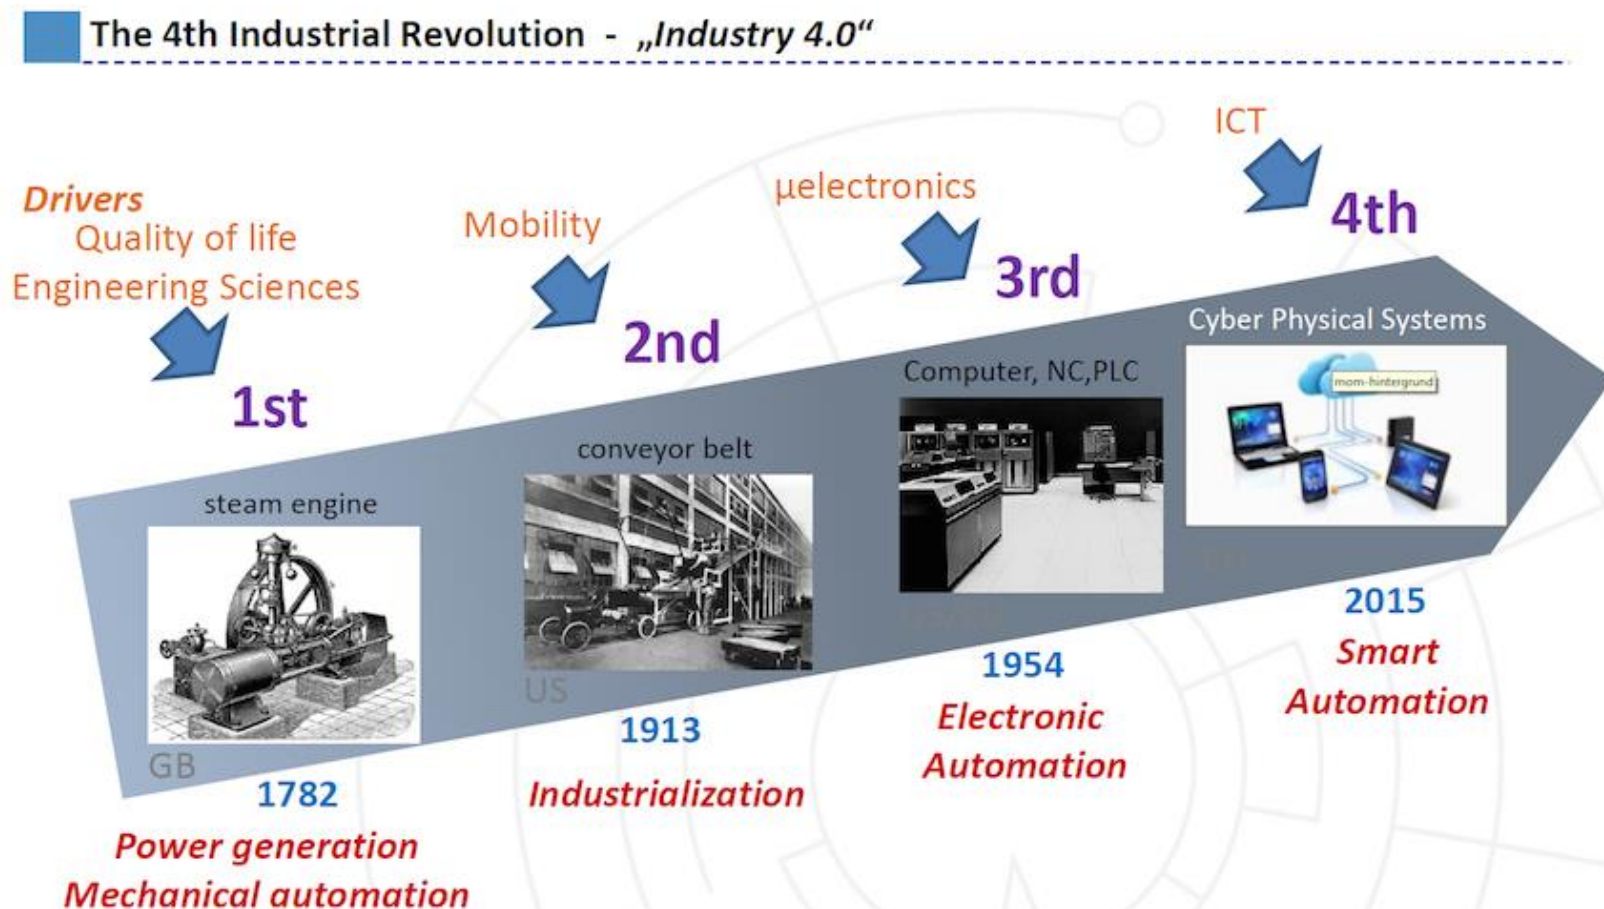 The 4th Industrial Revolution - „Industry 4.0“
Drivers
Quality of life
Engineering Sciences
1st
steam engine
GB
1782
Power generation
Mechanical automation
Mobility
2nd
conveyor belt
US
1913
Industrialization
µelectronics
3rd
Computer, NC,PLC
1954
Electronic
Automation
ICT
4th
Cyber Physical Systems
mom-hintergrund
2015
Smart
Automation